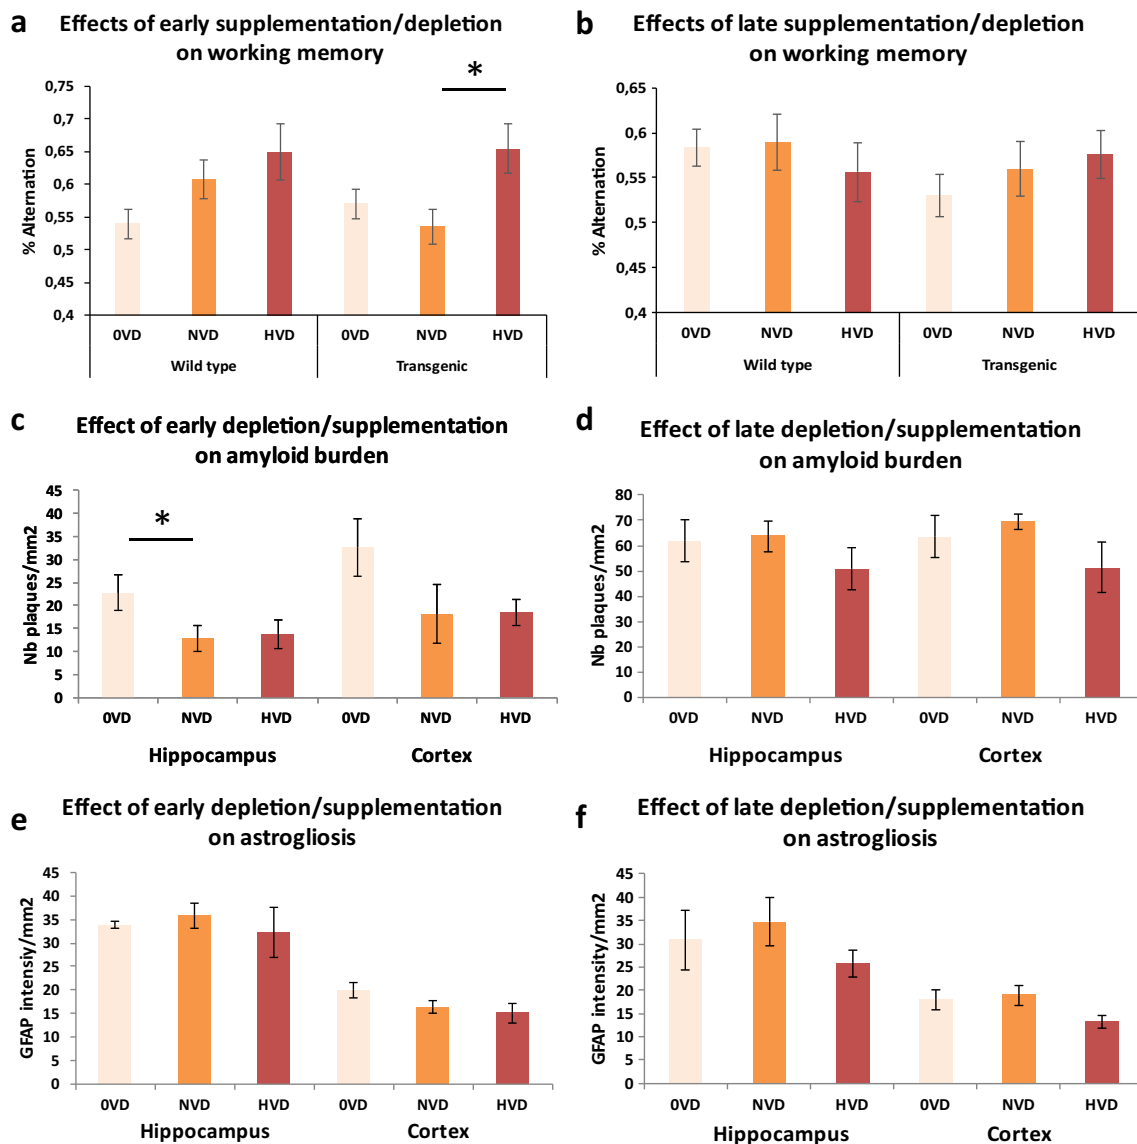 a
Effects of early supplementation/depletion
on working memory
*
% Alternation
0,75
0,7
0,65
0,6
0,55
0,5
0,45
0,4
0VD NVD HVD 0VD NVD HVD
Wild type Transgenic
b
Effects of late supplementation/depletion
on working memory
% Alternation
0,65
0,6
0,55
0,5
0,45
0,4
0VD NVD HVD 0VD NVD HVD
Wild type Transgenic
c
Effect of early depletion/supplementation
on amyloid burden
*
Nb plaques/mm2
45
40
35
30
25
20
15
10
5
0
0VD NVD HVD 0VD NVD HVD
Hippocampus Cortex
d
Effect of late depletion/supplementation
on amyloid burden
Nb plaques/mm2
80
70
60
50
40
30
20
10
0
0VD NVD HVD 0VD NVD HVD
Hippocampus Cortex
e
Effect of early depletion/supplementation
on astrogliosis
GFAP intensiy/mm2
45
40
35
30
25
20
15
10
5
0
0VD NVD HVD 0VD NVD HVD
Hippocampus Cortex
f
Effect of late depletion/supplementation
on astrogliosis
GFAP intensity/mm2
45
40
35
30
25
20
15
10
5
0
0VD NVD HVD 0VD NVD HVD
Hippocampus Cortex